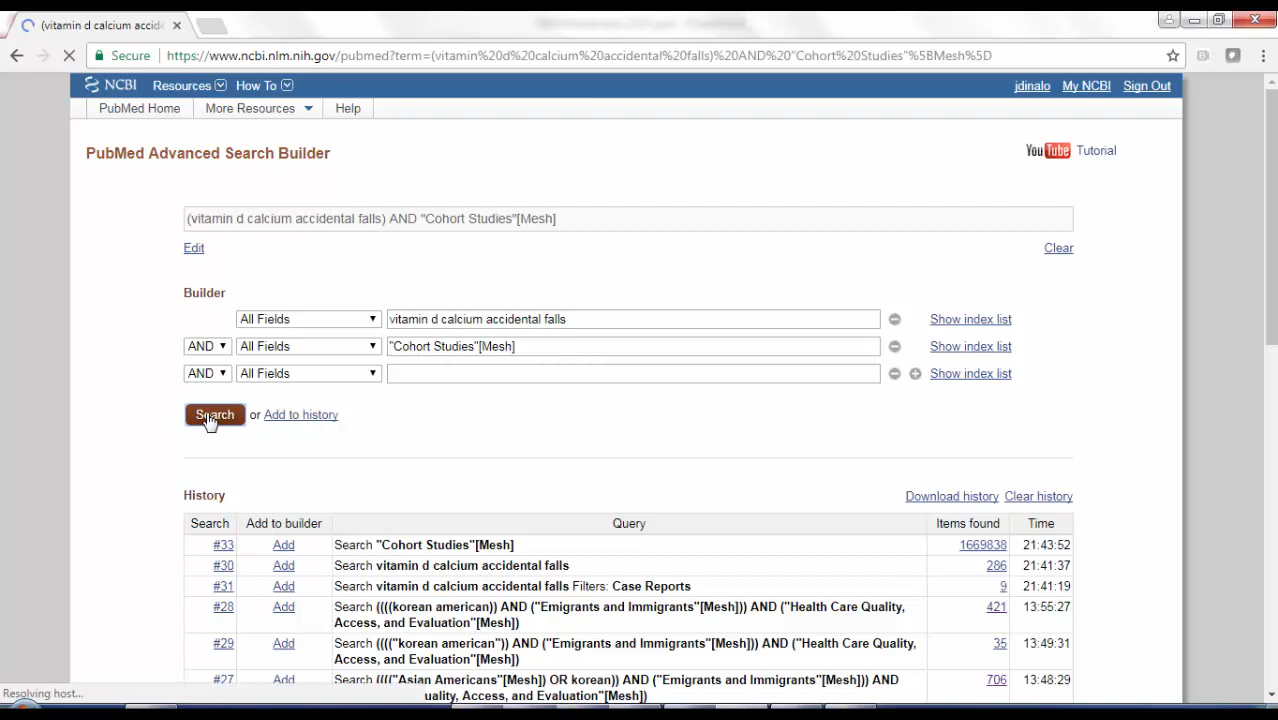 (vitamin d calcium accide
Secure
https://www.ncbi.nlm.nih.gov/pubmed?term=(vitamin%20d%20calcium%20accidental%20falls)%20AND%20"Cohort%20Studies"%5BMesh%5D
NCBI Resources How To jdinalo My NCBI Sign Out
PubMed Home More Resources Help
PubMed Advanced Search Builder
You Tube Tutorial
(vitamin d calcium accidental falls) AND "Cohort Studies"[Mesh]
Edit Clear
Builder
All Fields vitamin d calcium accidental falls Show index list
AND All Fields "Cohort Studies"[Mesh] Show index list
AND All Fields Show index list
Search or Add to history
History Download history Clear history
Search Add to builder Query Items found Time
#33 Add Search "Cohort Studies"[Mesh] 1669838 21:43:52
#30 Add Search vitamin d calcium accidental falls 286 21:41:37
#31 Add Search vitamin d calcium accidental falls Filters: Case Reports 9 21:41:19
#28 Add Search ((((korean american)) AND ("Emigrants and Immigrants"[Mesh])) AND ("Health Care Quality, 421 13:55:27
Access, and Evaluation"[Mesh])
#29 Add Search (((("korean american")) AND ("Emigrants and Immigrants"[Mesh])) AND ("Health Care Quality, 35 13:49:31
Access, and Evaluation"[Mesh])
#27 Add Search (((("Asian Americans"[Mesh]) OR korean)) AND ("Emigrants and Immigrants"[Mesh])) AND 706 13:48:29
uality, Access, and Evaluation"[Mesh])
Resolving host...